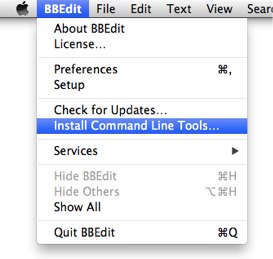 BBEdit File Edit Text View Sear
About BBEdit
License...
Preferences ⌘,
Setup
Check for Updates...
Install Command Line Tools...
Services ▶
Hide BBEdit ⌘H
Hide Others ⌥⌘H
Show All
Quit BBEdit ⌘Q